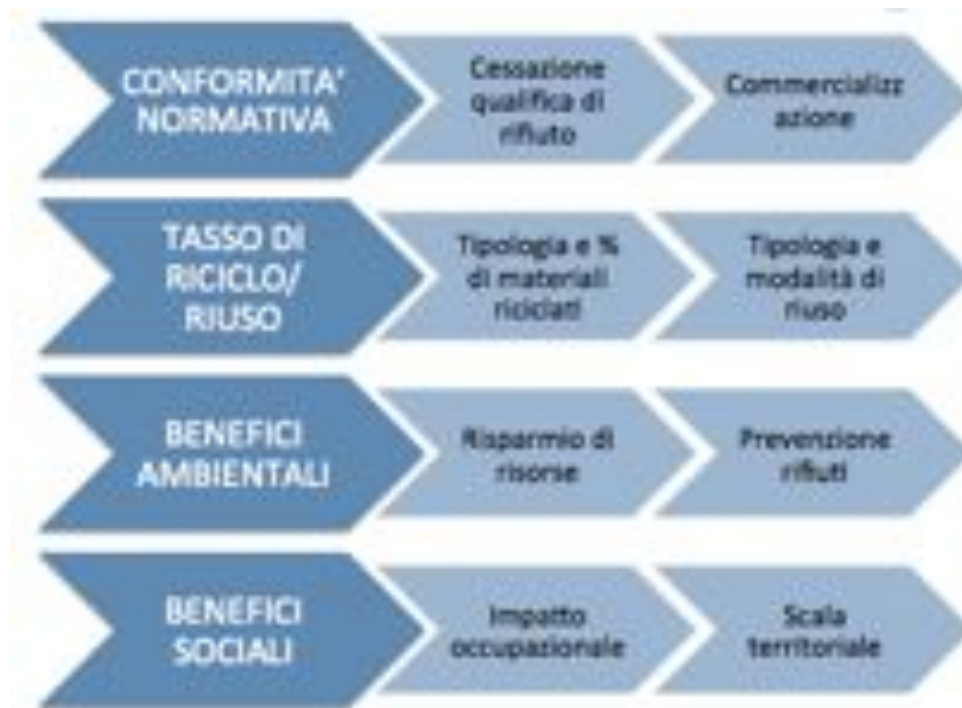 CONFORMITA'
NORMATIVA
Cessazione
qualifica di
rifiuto
Commercializz
azione
TASSO DI
RICICLO/
RIUSO
Tipologia e %
di materiali
riciclati
Tipologia e
modalità di
riuso
BENEFICI
AMBIENTALI
Risparmio di
risorse
Prevenzione
rifiuti
BENEFICI
SOCIALI
Impatto
occupazionale
Scala
territoriale